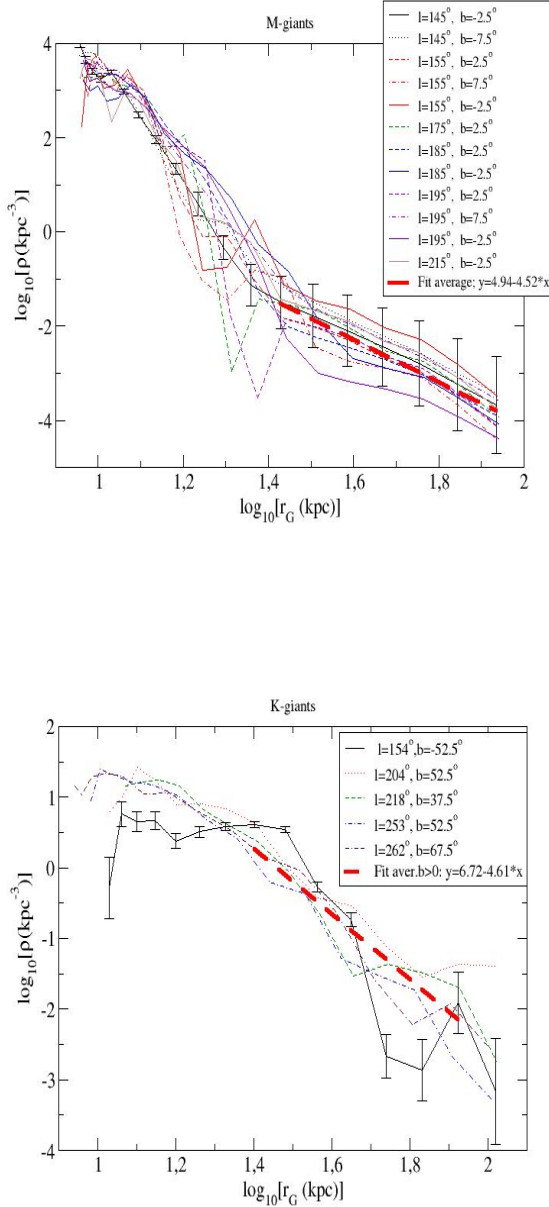 M-giants
l=145°, b=-2.5°
l=145°, b=-7.5°
l=155°, b=2.5°
l=155°, b=7.5°
l=155°, b=-2.5°
l=175°, b=2.5°
l=185°, b=2.5°
l=185°, b=-2.5°
l=195°, b=2.5°
l=195°, b=7.5°
l=195°, b=-2.5°
l=215°, b=-2.5°
Fit average; y=4.94-4.52*x
log10[ρ(kpc-3)]
4
2
0
-2
-4
1 1,2 1,4 1,6 1,8 2
log10[rG (kpc)]
K-giants
l=154°,b=-52.5°
l=204°, b=52.5°
l=218°, b=37.5°
l=253°, b=52.5°
l=262°, b=67.5°
Fit aver.b>0: y=6.72-4.61*x
log10[ρ(kpc-3)]
2
1
0
-1
-2
-3
-4
1 1,2 1,4 1,6 1,8 2
log10[rG (kpc)]